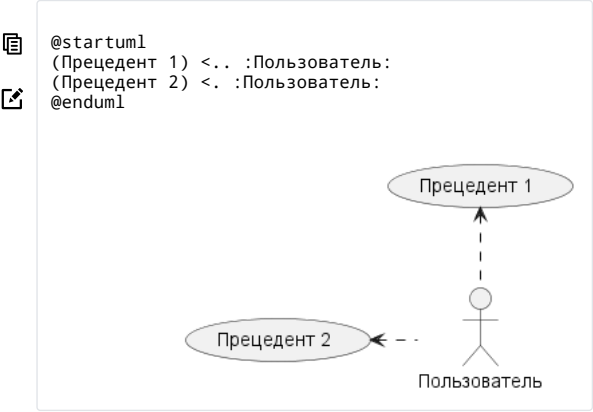 @startuml
(Прецедент 1) <.. :Пользователь:
(Прецедент 2) <. :Пользователь:
@enduml
Прецедент 1
Прецедент 2
Пользователь